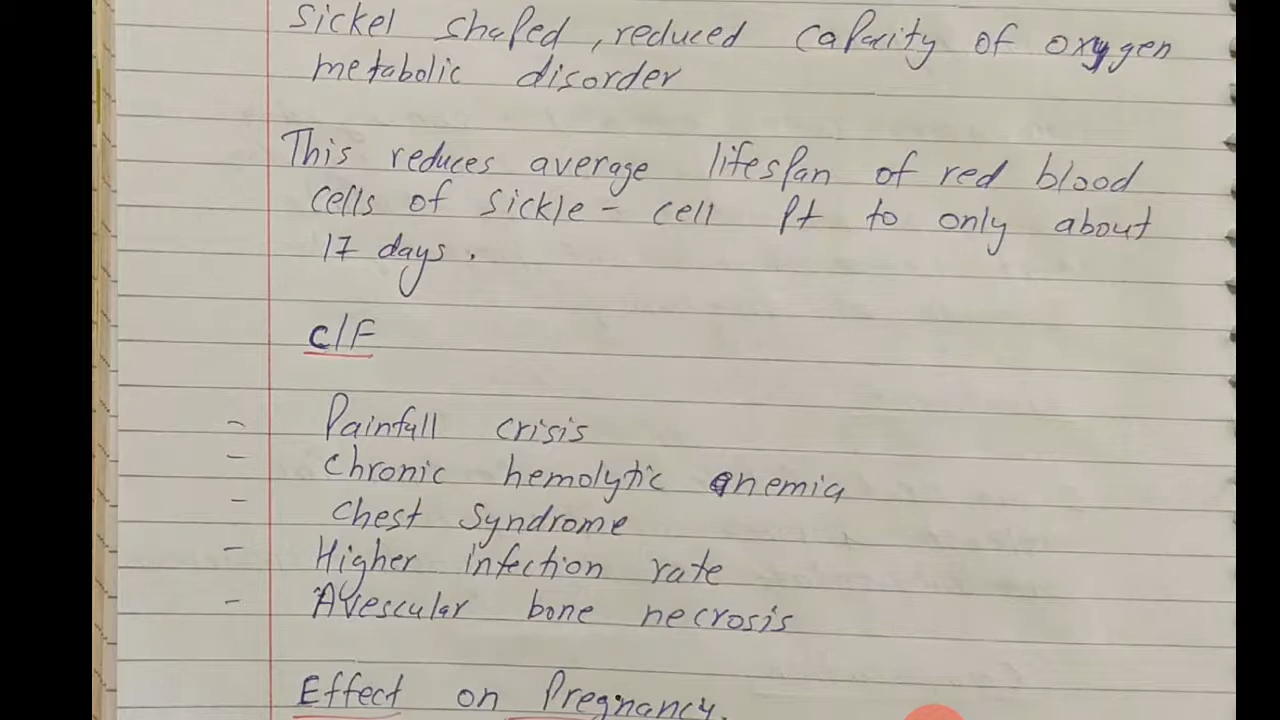 Sickel shaped, reduced capacity of oxygen
metabolic disorder
This reduces average lifespan of red blood
cells of sickle - cell Pt to only about
17 days.
C/F
- Painfall crisis
- Chronic hemolytic anemia
- Chest Syndrome
- Higher infection rate
- Avescular bone necrosis
Effect on Pregnancy.